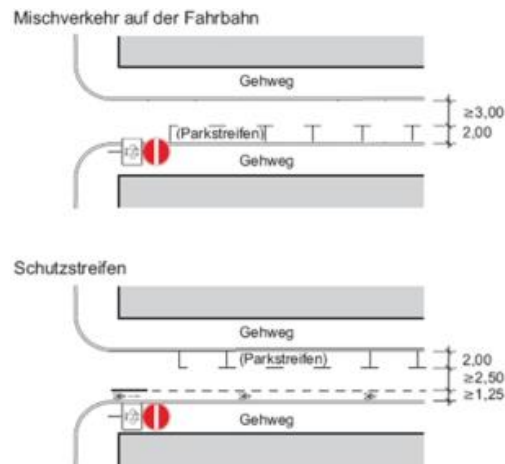 Mischverkehr auf der Fahrbahn
Gehweg
≥3,00
(Parkstreifen)
2,00
Gehweg
Schutzstreifen
Gehweg
(Parkstreifen)
2,00
≥2,50
≥1,25
Gehweg